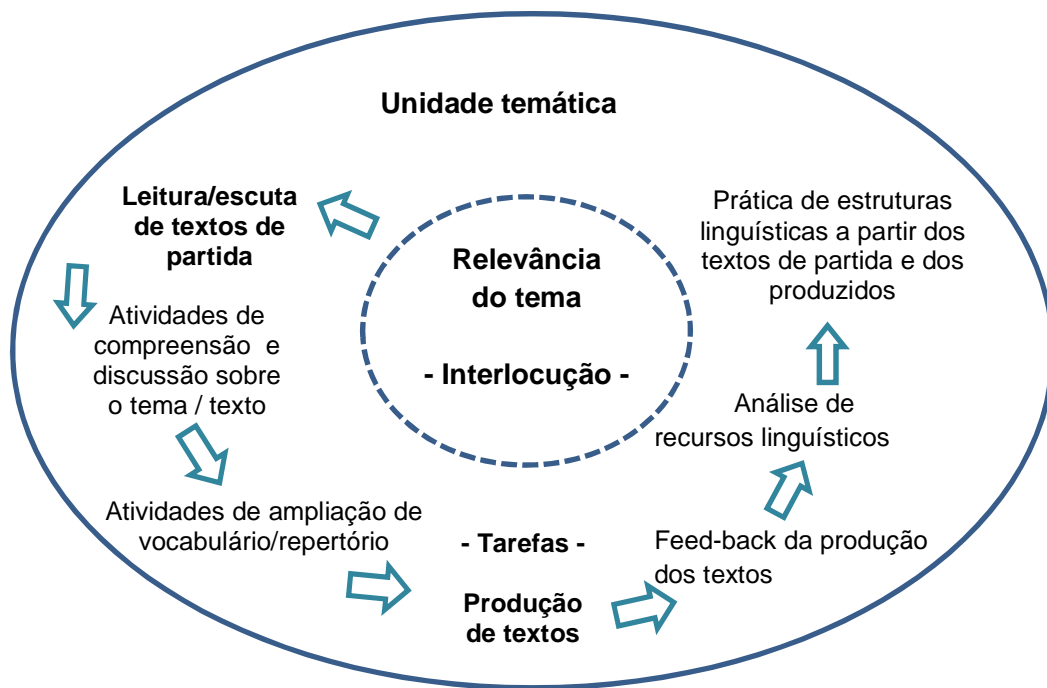 Unidade temática
Leitura/escuta
de textos de
partida
Atividades de
compreensão e
discussão sobre
o tema / texto
Atividades de ampliação de
vocabulário/repertório
- Tarefas -
Produção
de textos
Feed-back da produção
dos textos
Análise de
recursos linguísticos
Prática de estruturas
linguísticas a partir dos
textos de partida e dos
produzidos
Relevância
do tema
- Interlocução -